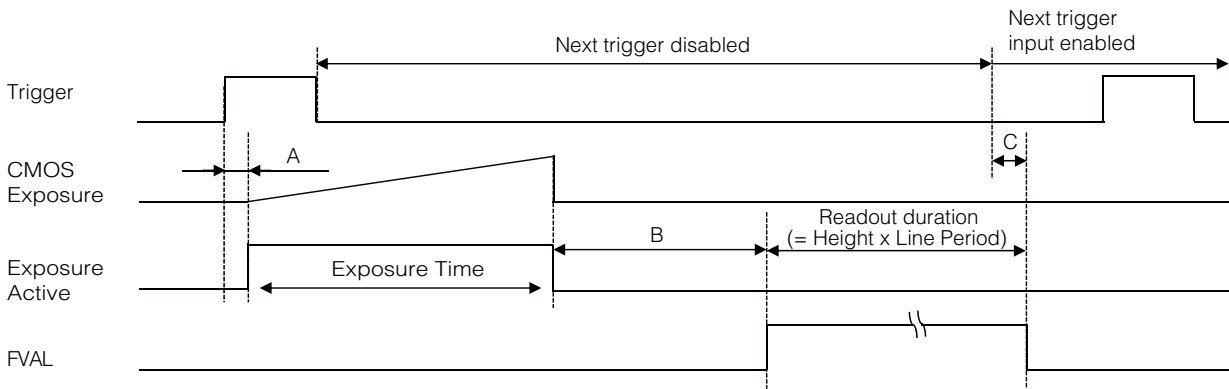 Next trigger disabled
Next trigger
input enabled
Trigger
A
C
CMOS
Exposure
B
Readout duration
(= Height x Line Period)
Exposure
Active
Exposure Time
FVAL